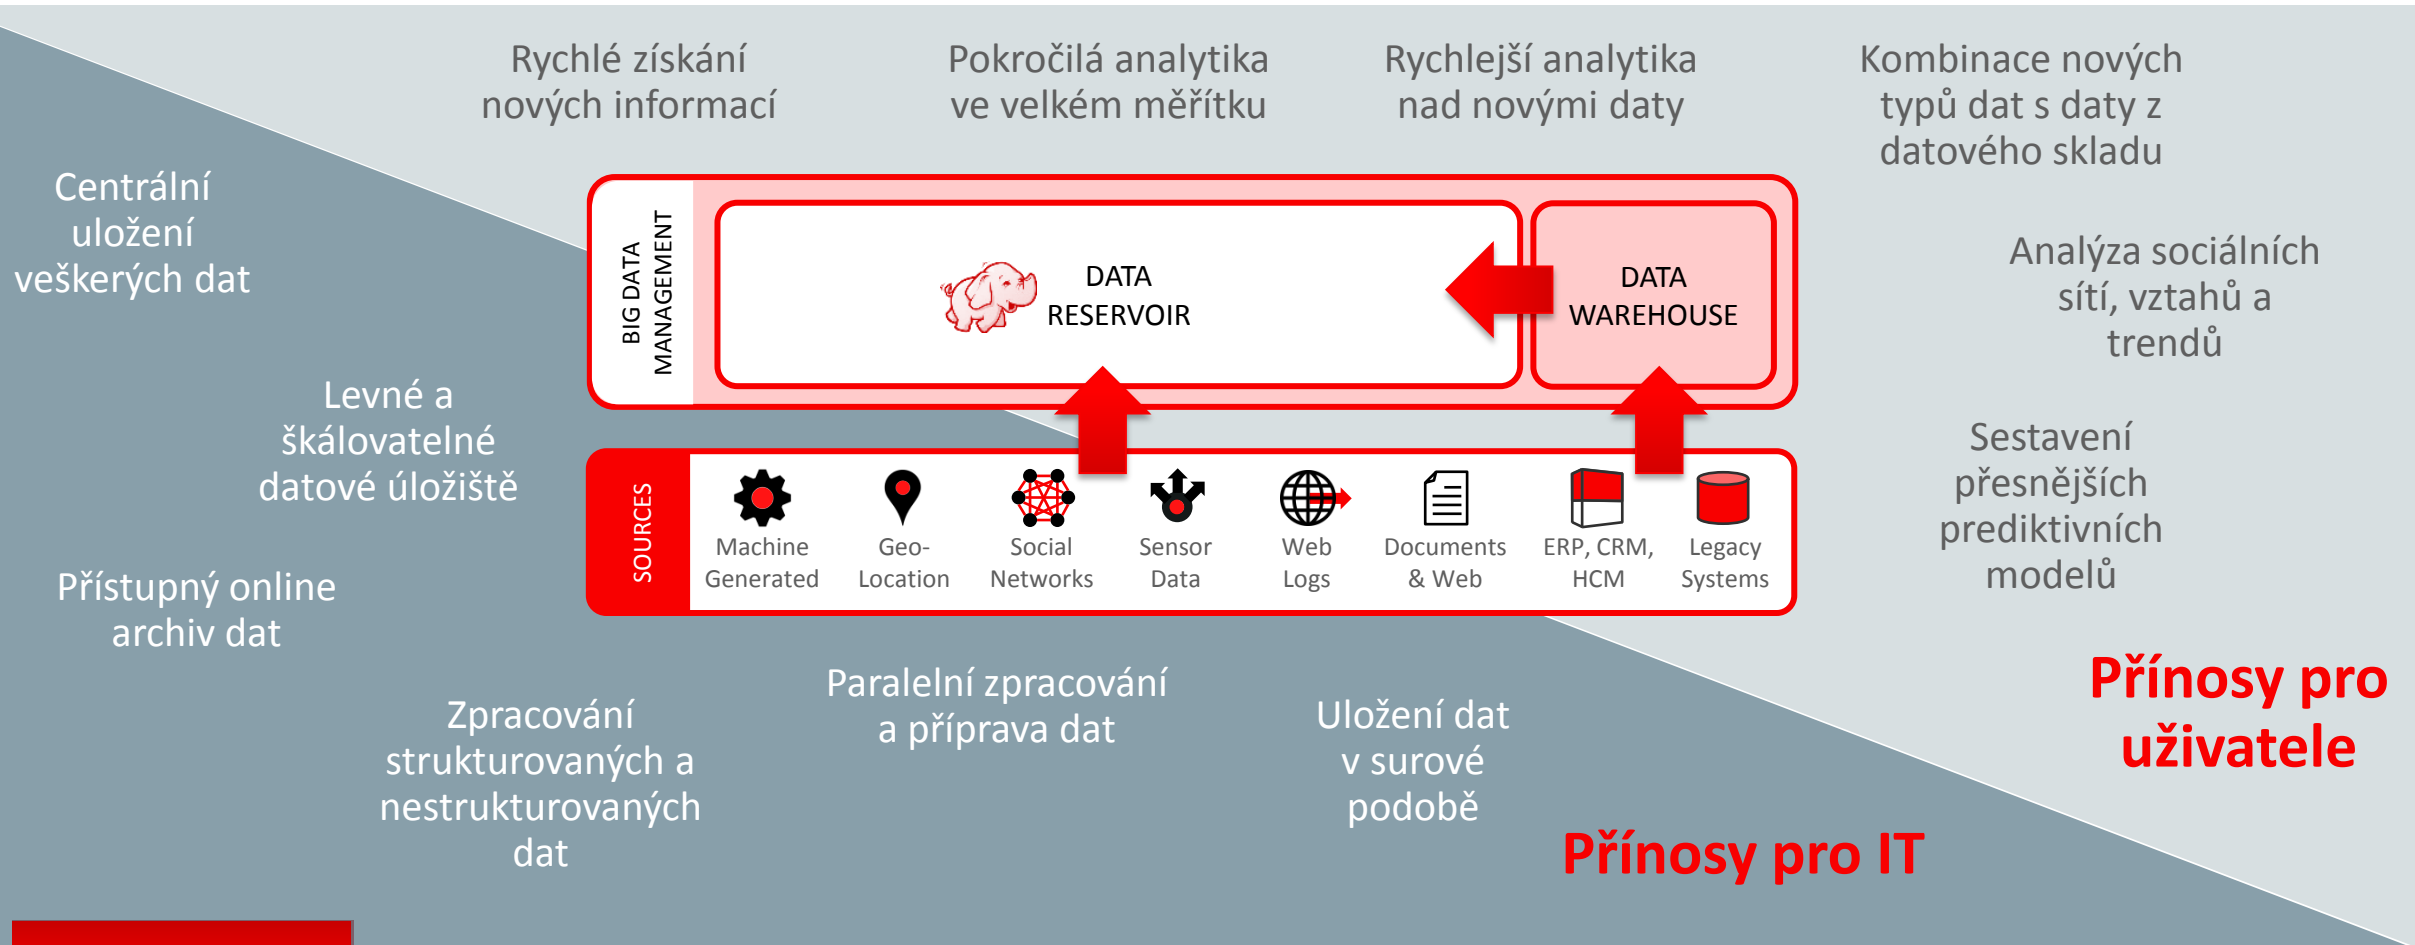 Rychlé získání
nových informací
Pokročilá analytika
ve velkém měřítku
Rychlejší analytika
nad novými daty
Kombinace nových
typů dat s daty z
datového skladu
Centrální
uložení
veškerých dat
BIG DATA
MANAGEMENT
DATA
RESERVOIR
DATA
WAREHOUSE
Analýza sociálních
sítí, vztahů a
trendů
Levné a
škálovatelné
datové úložiště
SOURCES
Machine
Generated
Geo-
Location
Social
Networks
Sensor
Data
Web
Logs
Documents
& Web
ERP, CRM,
HCM
Legacy
Systems
Sestavení
přesnějších
prediktivních
modelů
Přístupný online
archiv dat
Zpracování
strukturovaných a
nestrukturovaných
dat
Paralelní zpracování
a příprava dat
Uložení dat
v surové
podobě
Přínosy pro
uživatele
Přínosy pro IT